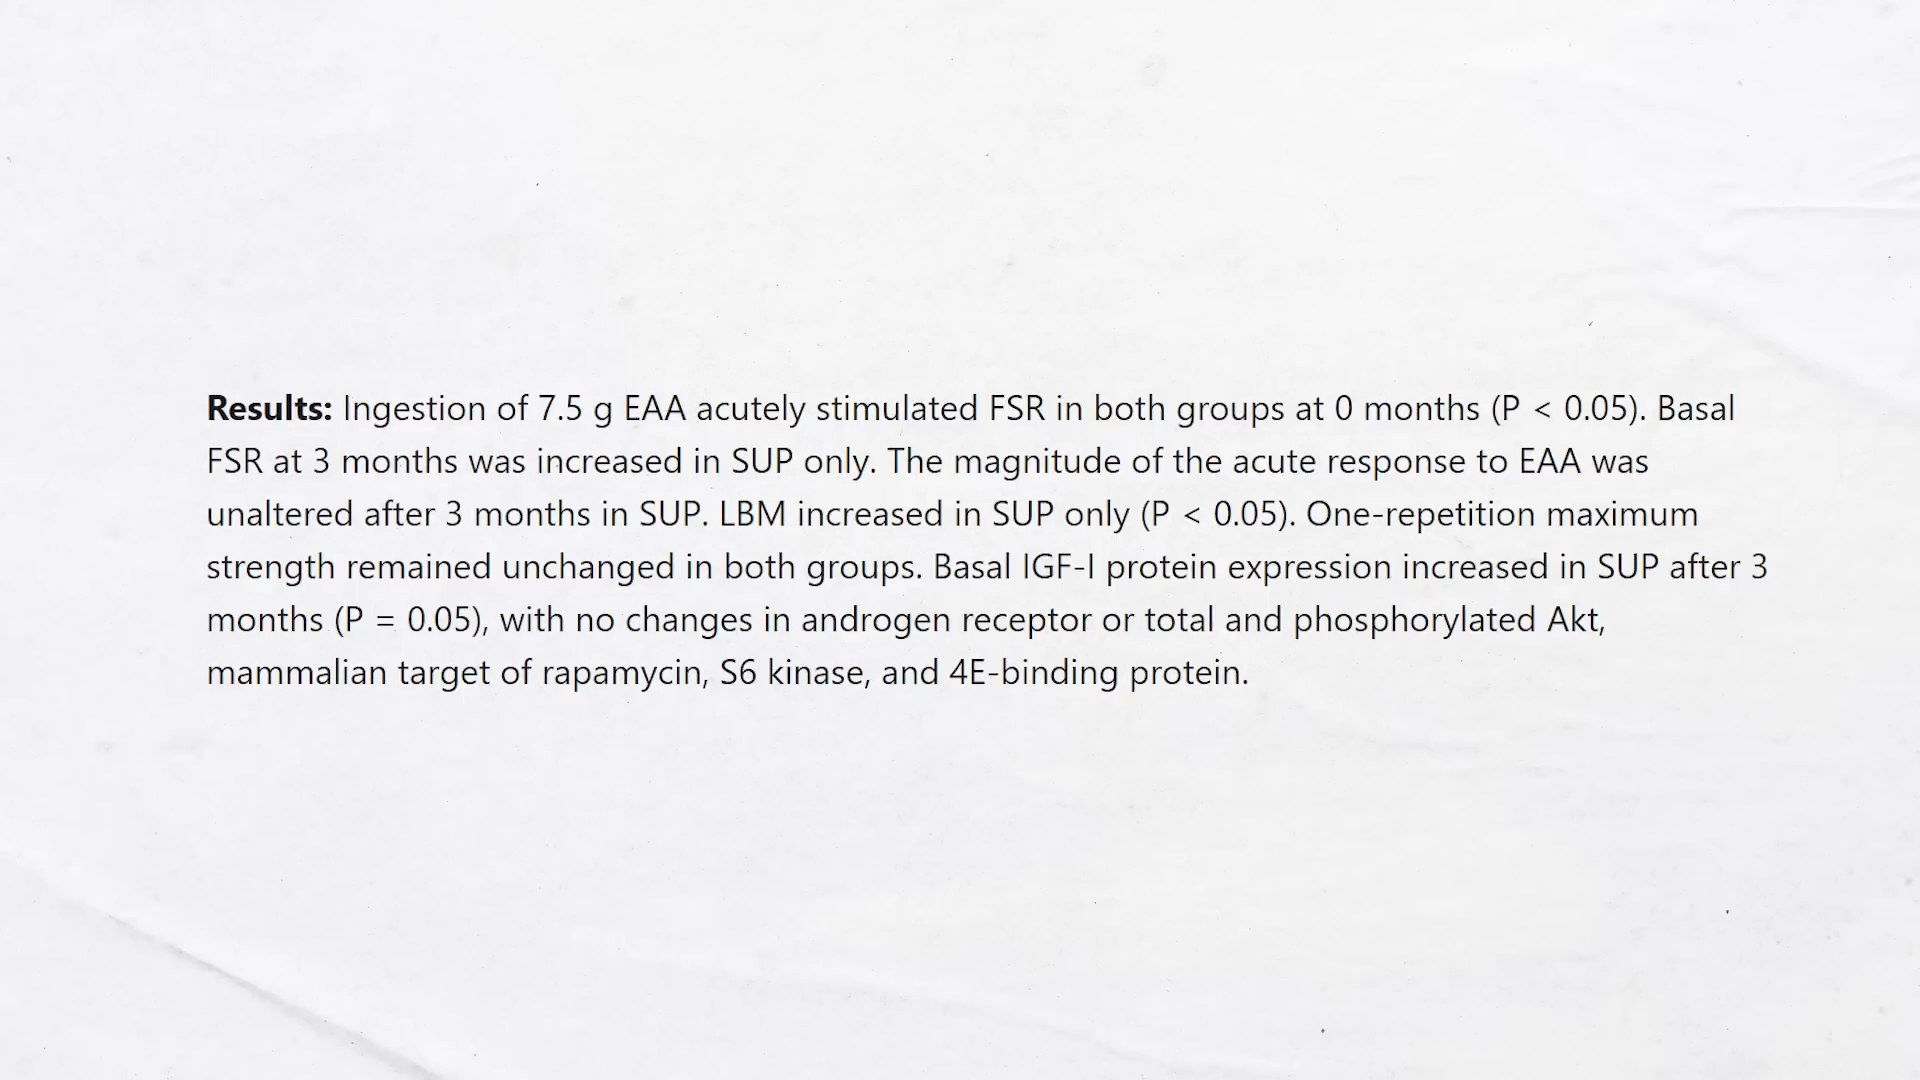 Results: Ingestion of 7.5 g EAA acutely stimulated FSR in both groups at 0 months (P < 0.05). Basal
FSR at 3 months was increased in SUP only. The magnitude of the acute response to EAA was
unaltered after 3 months in SUP. LBM increased in SUP only (P < 0.05). One-repetition maximum
strength remained unchanged in both groups. Basal IGF-I protein expression increased in SUP after 3
months (P = 0.05), with no changes in androgen receptor or total and phosphorylated Akt,
mammalian target of rapamycin, S6 kinase, and 4E-binding protein.